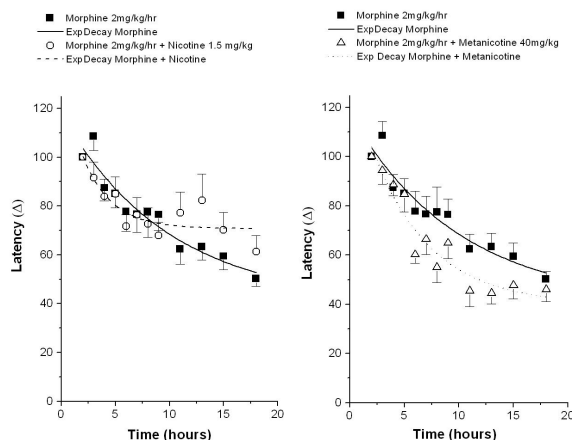 Morphine 2mg/kg/hr
ExpDecay Morphine
Morphine 2mg/kg/hr + Nicotine 1.5 mg/kg
ExpDecay Morphine + Nicotine
120
100
80
60
40
20
0
Latency (Δ)
0
5
10
15
20
Time (hours)
Morphine 2mg/kg/hr
ExpDecay Morphine
Morphine 2mg/kg/hr + Metanicotine 40mg/kg
Exp Decay Morphine + Metanicotine
120
100
80
60
40
20
0
Latency (Δ)
0
5
10
15
20
Time (hours)